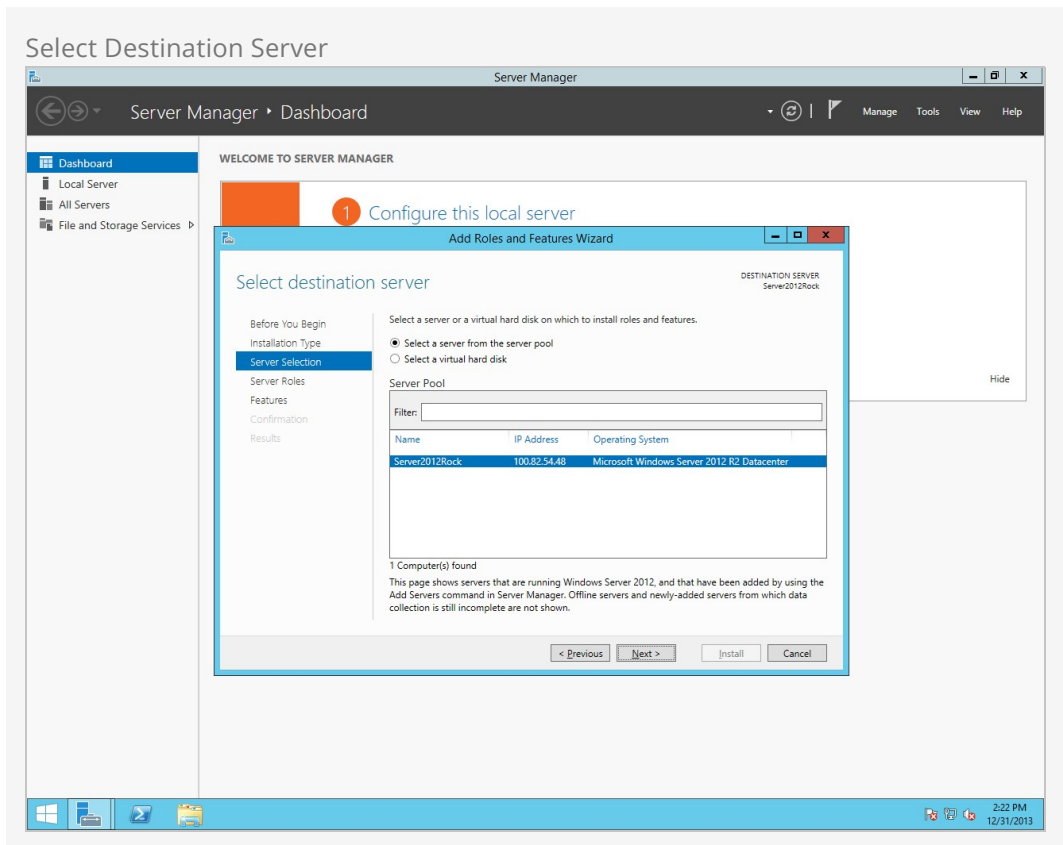 Select Destination Server
Server Manager
Server Manager • Dashboard
Manage Tools View Help
Dashboard
Local Server
All Servers
File and Storage Services
WELCOME TO SERVER MANAGER
1 Configure this local server
Hide
Add Roles and Features Wizard
Select destination server
DESTINATION SERVER
Server2012Rock
Before You Begin
Installation Type
Server Selection
Server Roles
Features
Confirmation
Results
Select a server or a virtual hard disk on which to install roles and features.
Select a server from the server pool
Select a virtual hard disk
Server Pool
Filter:
Name IP Address Operating System
Server2012Rock 100.82.54.48 Microsoft Windows Server 2012 R2 Datacenter
1 Computer(s) found
This page shows servers that are running Windows Server 2012, and that have been added by using the
Add Servers command in Server Manager. Offline servers and newly-added servers from which data
collection is still incomplete are not shown.
< Previous Next > Install Cancel
2:22 PM
12/31/2013